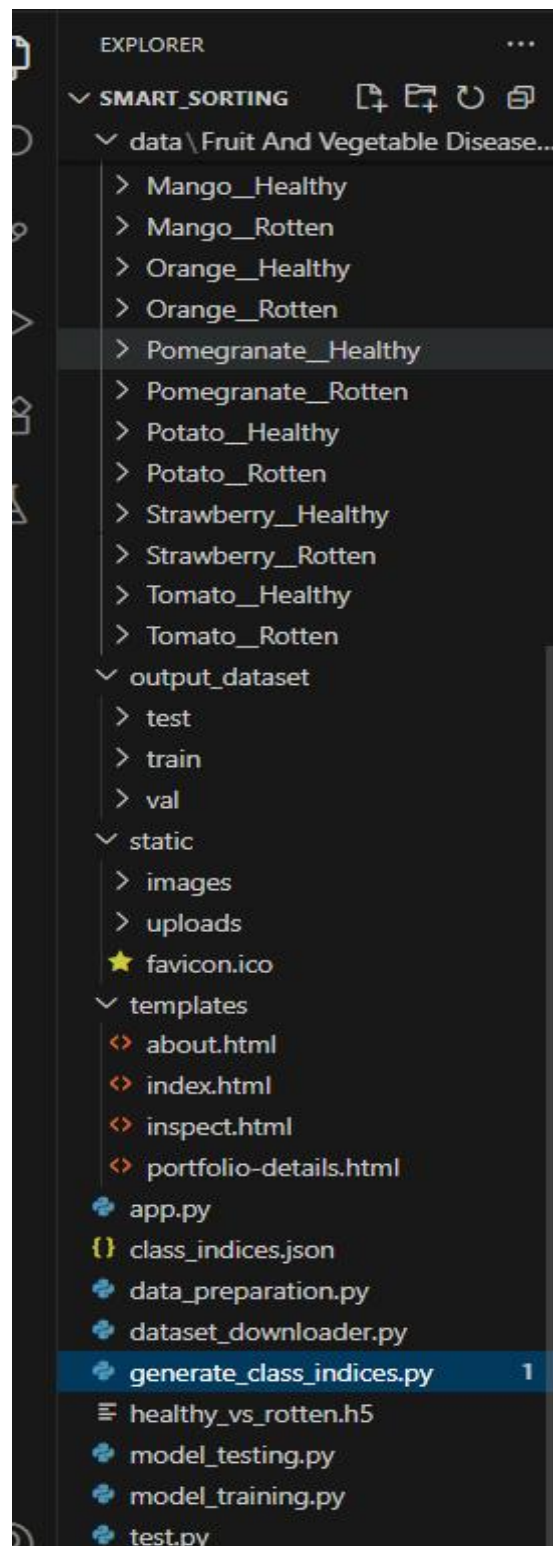 EXPLORER ...
SMART_SORTING
data\Fruit And Vegetable Disease...
Mango__Healthy
Mango__Rotten
Orange__Healthy
Orange__Rotten
Pomegranate__Healthy
Pomegranate__Rotten
Potato__Healthy
Potato__Rotten
Strawberry__Healthy
Strawberry__Rotten
Tomato__Healthy
Tomato__Rotten
output_dataset
test
train
val
static
images
uploads
favicon.ico
templates
<> about.html
<> index.html
<> inspect.html
<> portfolio-details.html
app.py
{} class_indices.json
data_preparation.py
dataset_downloader.py
generate_class_indices.py 1
healthy_vs_rotten.h5
model_testing.py
model_training.py
test.py